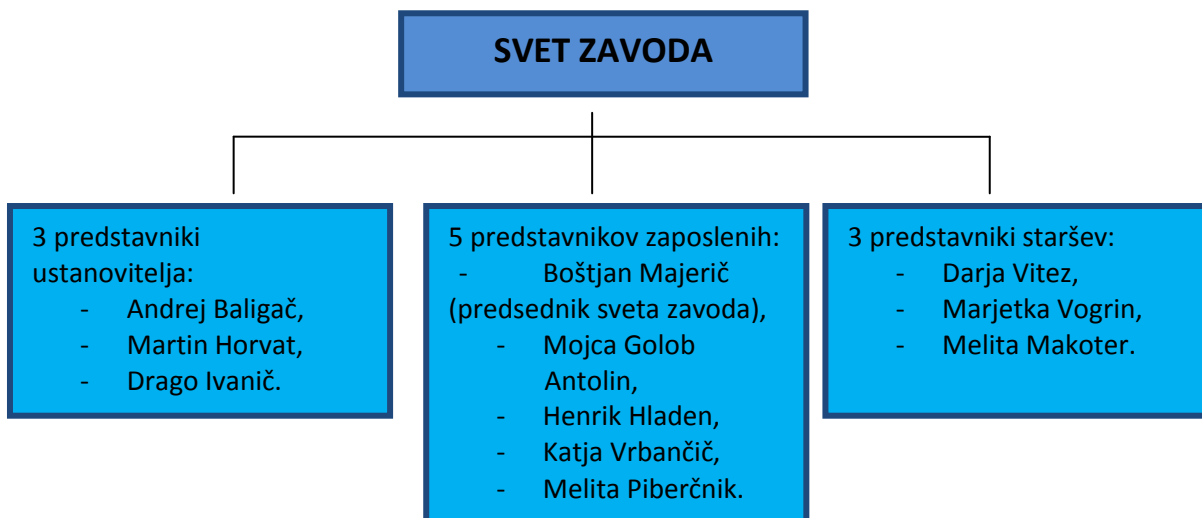 SVET ZAVODA
3 predstavniki
ustanovitelja:
- Andrej Baligač,
- Martin Horvat,
- Drago Ivanič.
5 predstavnikov zaposlenih:
- Boštjan Majerič
(predsednik sveta zavoda),
- Mojca Golob
Antolin,
- Henrik Hladen,
- Katja Vrbančič,
- Melita Piberčnik.
3 predstavniki staršev:
- Darja Vitez,
- Marjetka Vogrin,
- Melita Makoter.